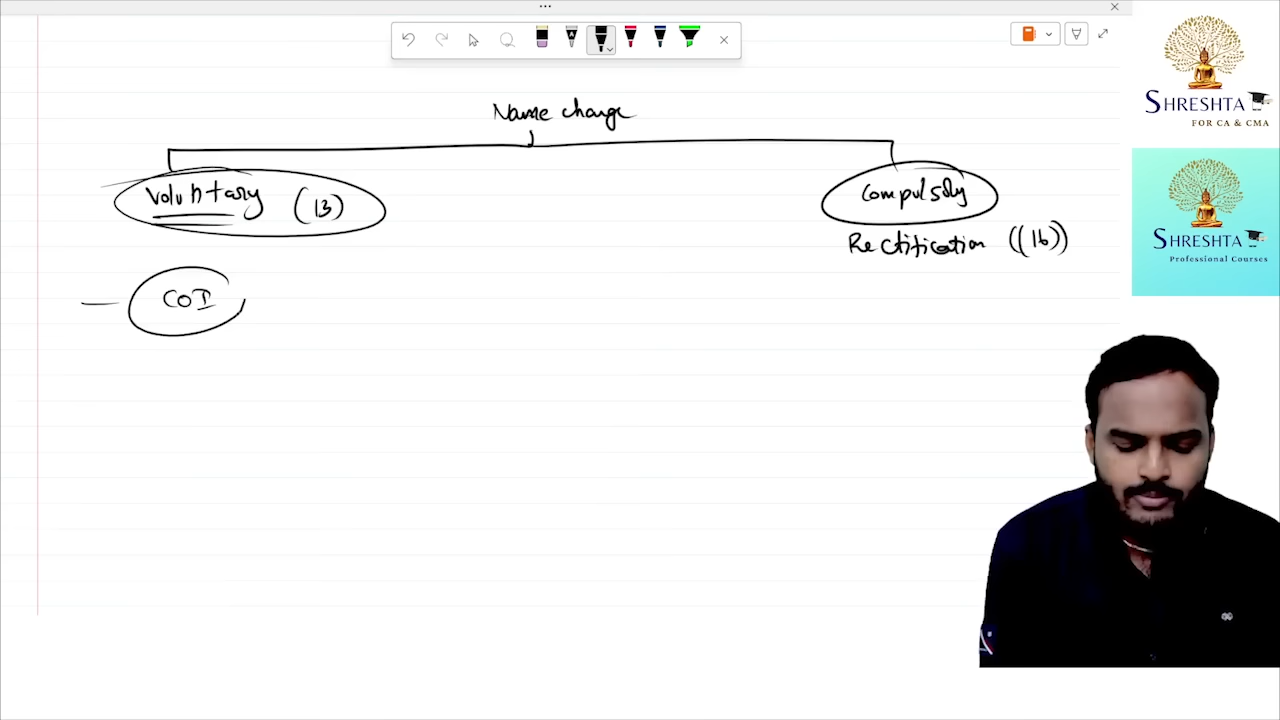 Name change
Voluntary (13)
Compulsory
Rectification ((16))
COI
SHRESHTA
FOR CA & CMA
SHRESHTA
Professional Courses